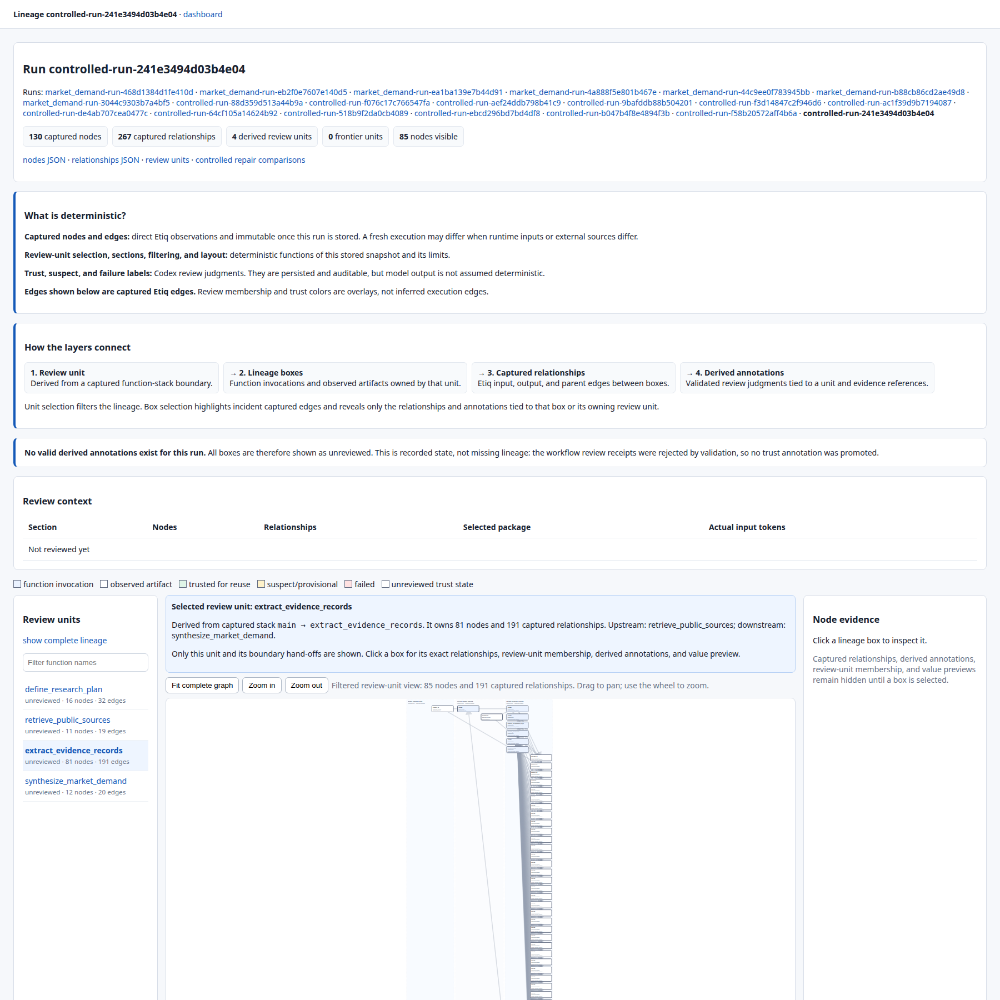 Lineage controlled-run-241e3494d03b4e04 · dashboard
Run controlled-run-241e3494d03b4e04
Runs: market_demand-run-468d1384d1fe410d · market_demand-run-eb2f0e7607e140d5 · market_demand-run-ea1ba139e7b44d91 · market_demand-run-4a888f5e801b467e · market_demand-run-44c9ee0f783945bb · market_demand-run-b88cb86cd2ae49d8 ·
market_demand-run-3044c9303b7a4bf5 · controlled-run-88d359d513a44b9a · controlled-run-f076c17c766547fa · controlled-run-aef24ddb798b41c9 · controlled-run-9bafddb88b504201 · controlled-run-f3d14847c2f946d6 · controlled-run-ac1f39d9b7194087 ·
controlled-run-de4ab707cea0477c · controlled-run-64cf105a14624b92 · controlled-run-518b9f2da0cb4089 · controlled-run-ebcd296bd7bd4df8 · controlled-run-b047b4f8e4894f3b · controlled-run-f58b20572aff4b6a · controlled-run-241e3494d03b4e04
130 captured nodes
267 captured relationships
4 derived review units
0 frontier units
85 nodes visible
nodes JSON · relationships JSON · review units · controlled repair comparisons
What is deterministic?
Captured nodes and edges: direct Etiq observations and immutable once this run is stored. A fresh execution may differ when runtime inputs or external sources differ.
Review-unit selection, sections, filtering, and layout: deterministic functions of this stored snapshot and its limits.
Trust, suspect, and failure labels: Codex review judgments. They are persisted and auditable, but model output is not assumed deterministic.
Edges shown below are captured Etiq edges. Review membership and trust colors are overlays, not inferred execution edges.
How the layers connect
1. Review unit
Derived from a captured function-stack boundary.
→ 2. Lineage boxes
Function invocations and observed artifacts owned by that unit.
→ 3. Captured relationships
Etiq input, output, and parent edges between boxes.
→ 4. Derived annotations
Validated review judgments tied to a unit and evidence references.
Unit selection filters the lineage. Box selection highlights incident captured edges and reveals only the relationships and annotations tied to that box or its owning review unit.
No valid derived annotations exist for this run. All boxes are therefore shown as unreviewed. This is recorded state, not missing lineage: the workflow review receipts were rejected by validation, so no trust annotation was promoted.
Review context
Section Nodes Relationships Selected package Actual input tokens
Not reviewed yet
function invocation observed artifact trusted for reuse suspect/provisional failed unreviewed trust state
Review units
show complete lineage
Filter function names
define_research_plan
unreviewed · 16 nodes · 32 edges
retrieve_public_sources
unreviewed · 11 nodes · 19 edges
extract_evidence_records
unreviewed · 81 nodes · 191 edges
synthesize_market_demand
unreviewed · 12 nodes · 20 edges
Selected review unit: extract_evidence_records
Derived from captured stack main → extract_evidence_records. It owns 81 nodes and 191 captured relationships. Upstream: retrieve_public_sources; downstream:
synthesize_market_demand.
Only this unit and its boundary hand-offs are shown. Click a box for its exact relationships, review-unit membership, derived annotations, and value preview.
Fit complete graph Zoom in Zoom out Filtered review-unit view: 85 nodes and 191 captured relationships. Drag to pan; use the wheel to zoom.
Node evidence
Click a lineage box to inspect it.
Captured relationships, derived annotations,
review-unit membership, and value previews
remain hidden until a box is selected.